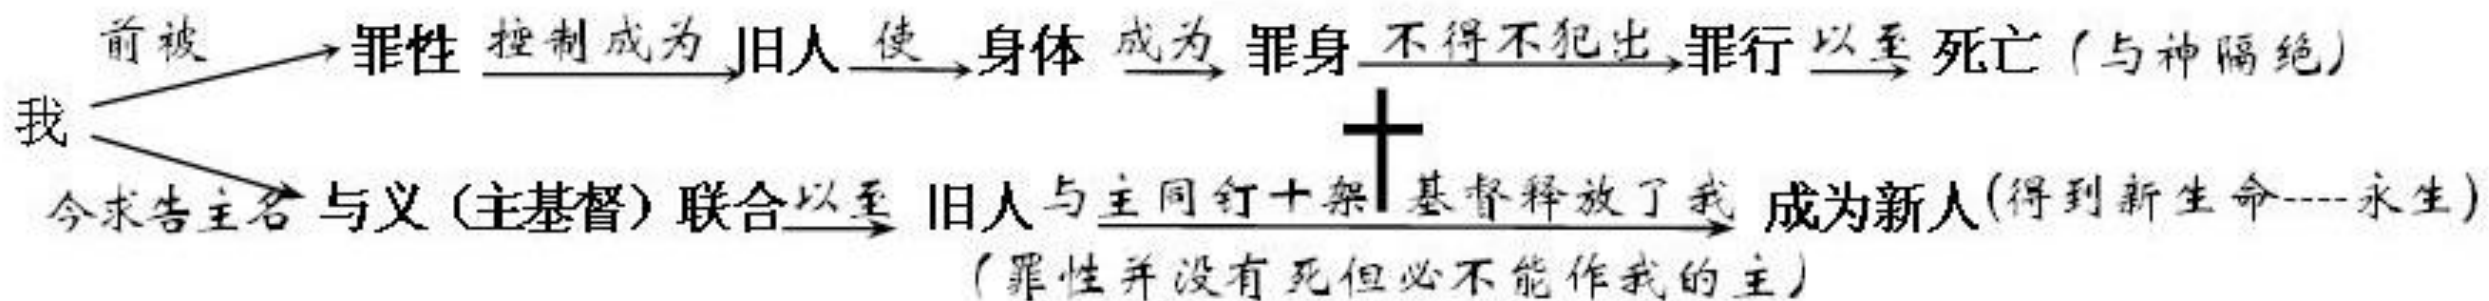 前被
罪性 控制成为 旧人 使 身体 成为 罪身 不得不犯出 罪行 以至 死亡（与神隔绝）
我
今求告主名 与义（主基督）联合 以至 旧人 与主同钉十架 基督释放了我 成为新人(得到新生命----永生)
（罪性并没有死但必不能作我的主）